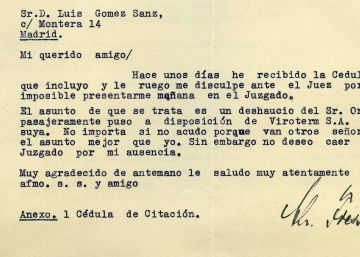 Sr.D. Luis Gomez Sanz,
c/ Montera 14
Madrid.
Mi querido amigo/
Hace unos días he recibido la Cédul
que incluyo y le ruego me disculpe ante el Juez por
imposible presentarme mañana en el Juzgado.
El asunto de que se trata es un deshaucio del Sr. Or
pasajeramente puso a disposición de Viroterm S.A.
suya. No importa si no acudo porque van otros señor
el asunto mejor que yo. Sin embargo no deseo caer
Juzgado por mi ausencia.
Muy agradecido de antemano le saludo muy atentamente
afmo. s. s. y amigo
Anexo. 1 Cédula de Citación.